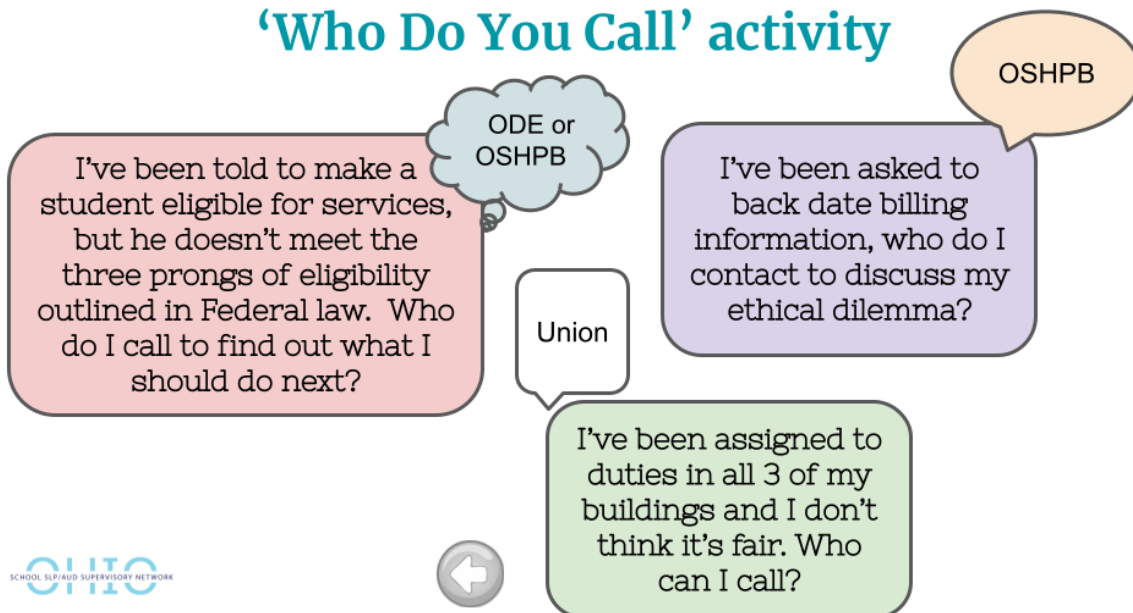 ‘Who Do You Call’ activity
ODE or
OSHPB
I’ve been told to make a
student eligible for services,
but he doesn’t meet the
three prongs of eligibility
outlined in Federal law.  Who
do I call to find out what I
should do next?
OSHPB
I’ve been asked to
back date billing
information, who do I
contact to discuss my
ethical dilemma?
Union
I’ve been assigned to
duties in all 3 of my
buildings and I don’t
think it’s fair. Who
can I call?
OHIO
SCHOOL SLP/AUD SUPERVISORY NETWORK